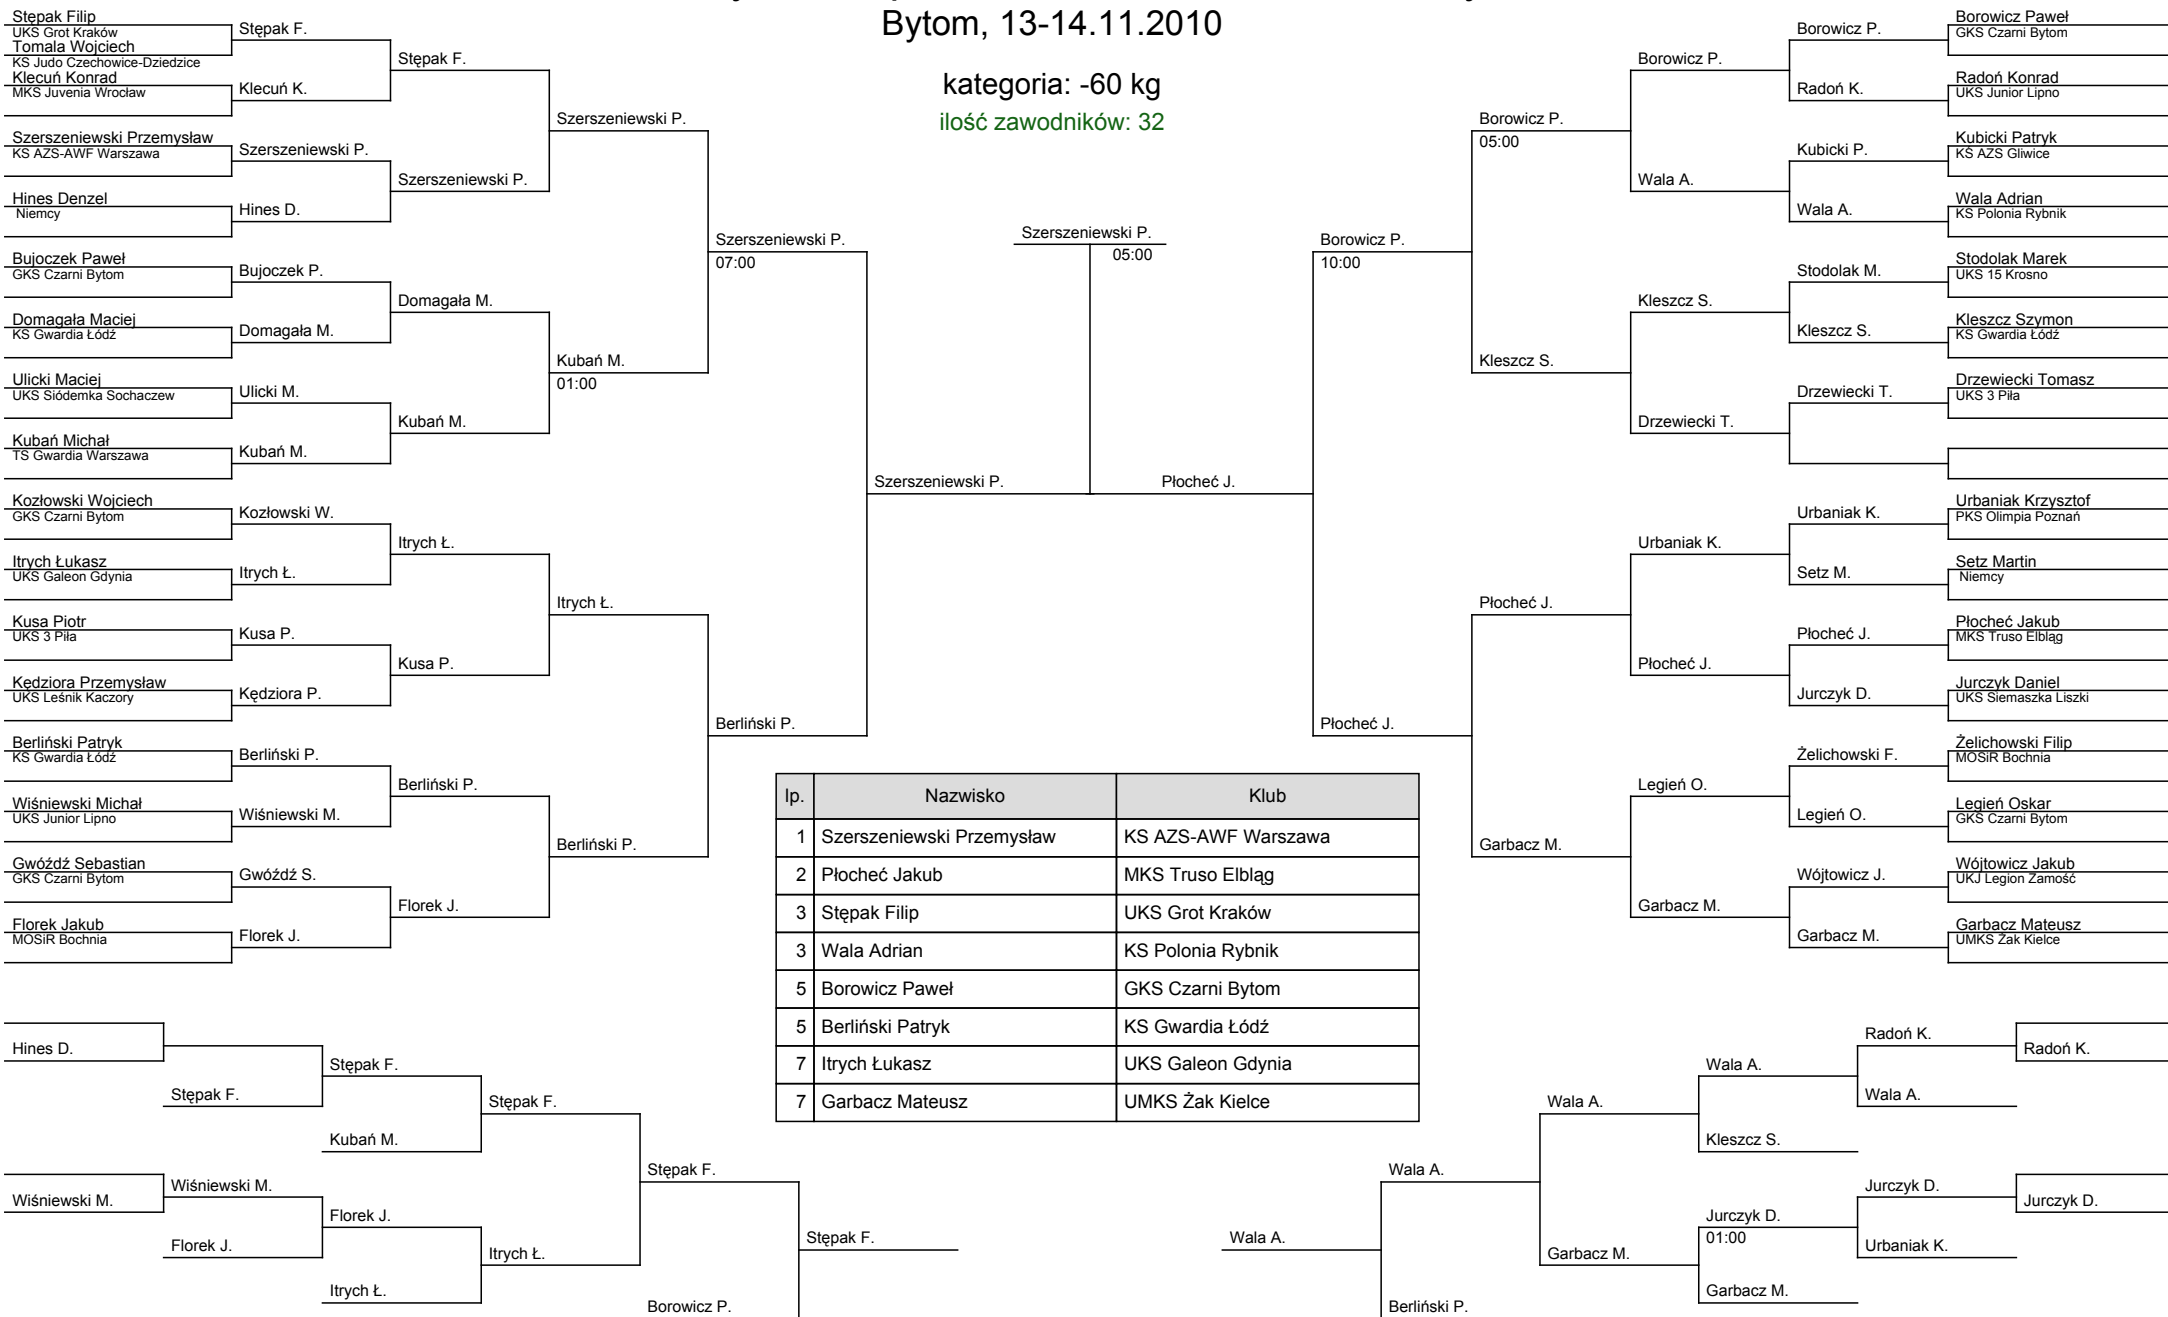 Bytom, 13-14.11.2010
kategoria: -60 kg
ilość zawodników: 32
Stępak Filip
UKS Grot Kraków
Tomala Wojciech
KS Judo Czechowice-Dziedzice
Klecuń Konrad
MKS Juvenia Wrocław
Szerszeniewski Przemysław
KS AZS-AWF Warszawa
Hines Denzel
Niemcy
Bujoczek Paweł
GKS Czarni Bytom
Domagała Maciej
KS Gwardia Łódź
Ulicki Maciej
UKS Siódemka Sochaczew
Kubań Michał
TS Gwardia Warszawa
Kozłowski Wojciech
GKS Czarni Bytom
Itrych Łukasz
UKS Galeon Gdynia
Kusa Piotr
UKS 3 Piła
Kędziora Przemysław
UKS Leśnik Kaczory
Berliński Patryk
KS Gwardia Łódź
Wiśniewski Michał
UKS Junior Lipno
Gwóźdź Sebastian
GKS Czarni Bytom
Florek Jakub
MOSiR Bochnia
Stępak F.
Klecuń K.
Szerszeniewski P.
Hines D.
Bujoczek P.
Domagała M.
Ulicki M.
Kubań M.
Kozłowski W.
Itrych Ł.
Kusa P.
Kędziora P.
Berliński P.
Wiśniewski M.
Gwóźdź S.
Florek J.
Stępak F.
Szerszeniewski P.
Domagała M.
Kubań M.
Itrych Ł.
Kusa P.
Berliński P.
Florek J.
Szerszeniewski P.
Kubań M.
01:00
Itrych Ł.
Berliński P.
Szerszeniewski P.
07:00
Berliński P.
Szerszeniewski P.
Szerszeniewski P.
05:00
Płocheć J.
Borowicz P.
10:00
Płocheć J.
Borowicz P.
05:00
Kleszcz S.
Płocheć J.
Garbacz M.
Borowicz P.
Wala A.
Kleszcz S.
Drzewiecki T.
Urbaniak K.
Płocheć J.
Legień O.
Garbacz M.
Borowicz P.
Radoń K.
Kubicki P.
Wala A.
Stodolak M.
Kleszcz S.
Drzewiecki T.
Urbaniak K.
Setz M.
Płocheć J.
Jurczyk D.
Żelichowski F.
Legień O.
Wójtowicz J.
Garbacz M.
Borowicz Paweł
GKS Czarni Bytom
Radoń Konrad
UKS Junior Lipno
Kubicki Patryk
KS AZS Gliwice
Wala Adrian
KS Polonia Rybnik
Stodolak Marek
UKS 15 Krosno
Kleszcz Szymon
KS Gwardia Łódź
Drzewiecki Tomasz
UKS 3 Piła
Urbaniak Krzysztof
PKS Olimpia Poznań
Setz Martin
Niemcy
Płocheć Jakub
MKS Truso Elbląg
Jurczyk Daniel
UKS Siemaszka Liszki
Żelichowski Filip
MOSiR Bochnia
Legień Oskar
GKS Czarni Bytom
Wójtowicz Jakub
UKJ Legion Zamość
Garbacz Mateusz
UMKS Żak Kielce
lp. Nazwisko Klub
1 Szerszeniewski Przemysław KS AZS-AWF Warszawa
2 Płocheć Jakub MKS Truso Elbląg
3 Stępak Filip UKS Grot Kraków
3 Wala Adrian KS Polonia Rybnik
5 Borowicz Paweł GKS Czarni Bytom
5 Berliński Patryk KS Gwardia Łódź
7 Itrych Łukasz UKS Galeon Gdynia
7 Garbacz Mateusz UMKS Żak Kielce
Hines D.
Wiśniewski M.
Stępak F.
Wiśniewski M.
Florek J.
Stępak F.
Kubań M.
Florek J.
Itrych Ł.
Stępak F.
Itrych Ł.
Stępak F.
Borowicz P.
Stępak F.
Wala A.
Wala A.
Berliński P.
Wala A.
Garbacz M.
Wala A.
Kleszcz S.
Jurczyk D.
01:00
Garbacz M.
Radoń K.
Wala A.
Jurczyk D.
Urbaniak K.
Radoń K.
Jurczyk D.